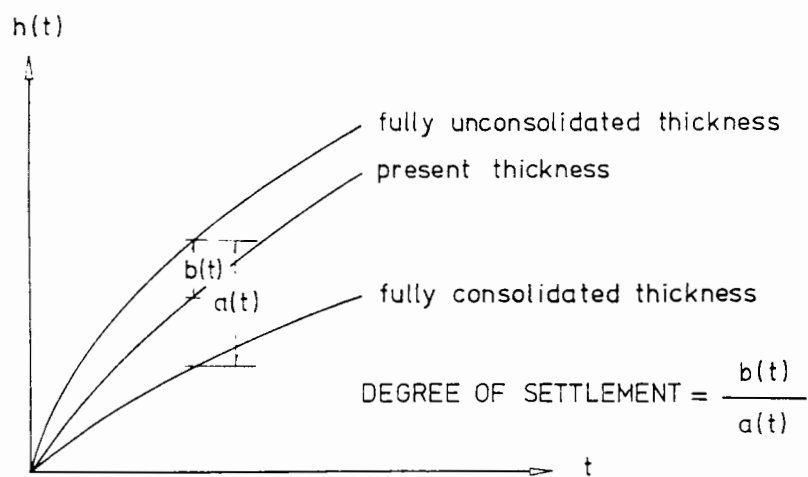 h(t)
fully unconsolidated thickness
present thickness
b(t)
a(t)
fully consolidated thickness
DEGREE OF SETTLEMENT = b(t) / a(t)
t